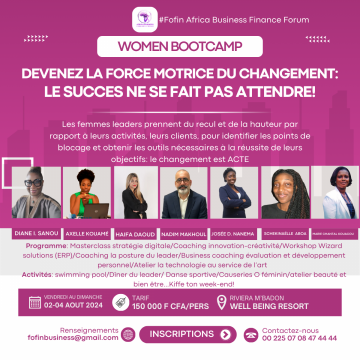 #Fofin Africa Business Finance Forum
WOMEN BOOTCAMP
DEVENEZ LA FORCE MOTRICE DU CHANGEMENT:
LE SUCCES NE SE FAIT PAS ATTENDRE!
Les femmes leaders prennent du recul et de la hauteur par
rapport à leurs activités, leurs clients, pour identifier les points de
blocage et obtenir les outils nécessaires à la réussite de leurs
objectifs: le changement est ACTE
DIANE I. SANOU
AXELLE KOUAMÉ
HAIFA DAOUD
NADIM MAKHOUL
JOSÉE D. NANEMA
Programme: Masterclass stratégie digitale/Coaching innovation-créativité/Workshop Wizard
solutions (ERP)/Coaching la posture du leader/Business coaching évaluation et développement
personnel/Atelier la technologie au service de l'art
Activités: swimming pool/Dîner du leader/ Danse sportive/Causeries O féminin/atelier beauté et
bien être...Kiffe ton week-end!
VENDREDI AU DIMANCHE
02-04 AOUT 2024
TARIF
150 000 F CFA/PERS
RIVIERA M'BADON
WELL BEING RESORT
Renseignements
fofinbusiness@gmail.com
INSCRIPTIONS
Contactez-nous
00 225 07 08 47 44 44